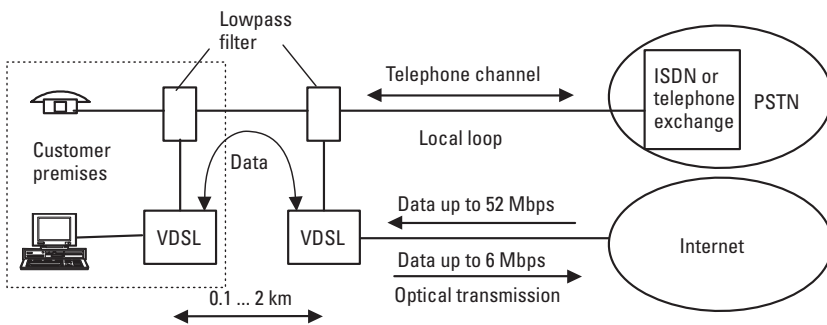 Lowpass
filter
Telephone channel
ISDN or
telephone
exchange
PSTN
Local loop
Customer
premises
Data
Data up to 52 Mbps
VDSL
VDSL
Internet
Data up to 6 Mbps
0.1 ... 2 km
Optical transmission